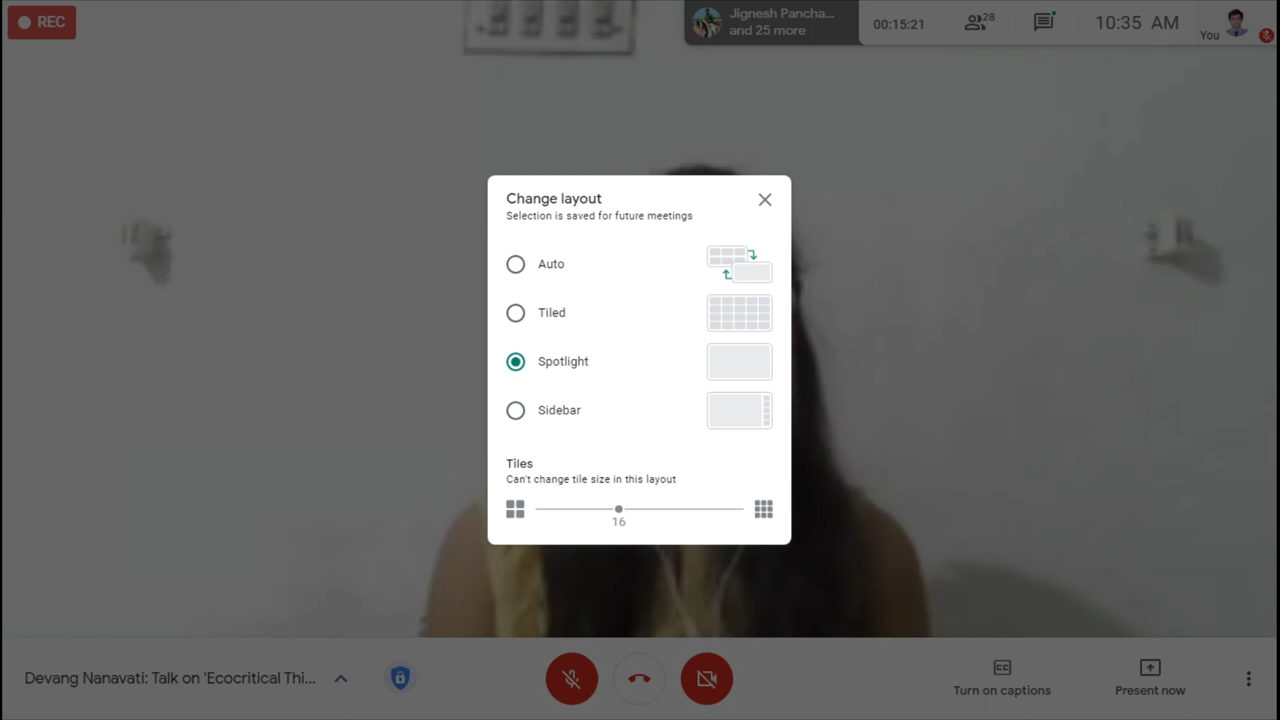 REC
Jignesh Pancha...
and 25 more
00:15:21
28
10:35 AM
You
Change layout
Selection is saved for future meetings
Auto
Tiled
Spotlight
Sidebar
Tiles
Can't change tile size in this layout
16
Devang Nanavati: Talk on 'Ecocritical Thi...
CC
Turn on captions
Present now